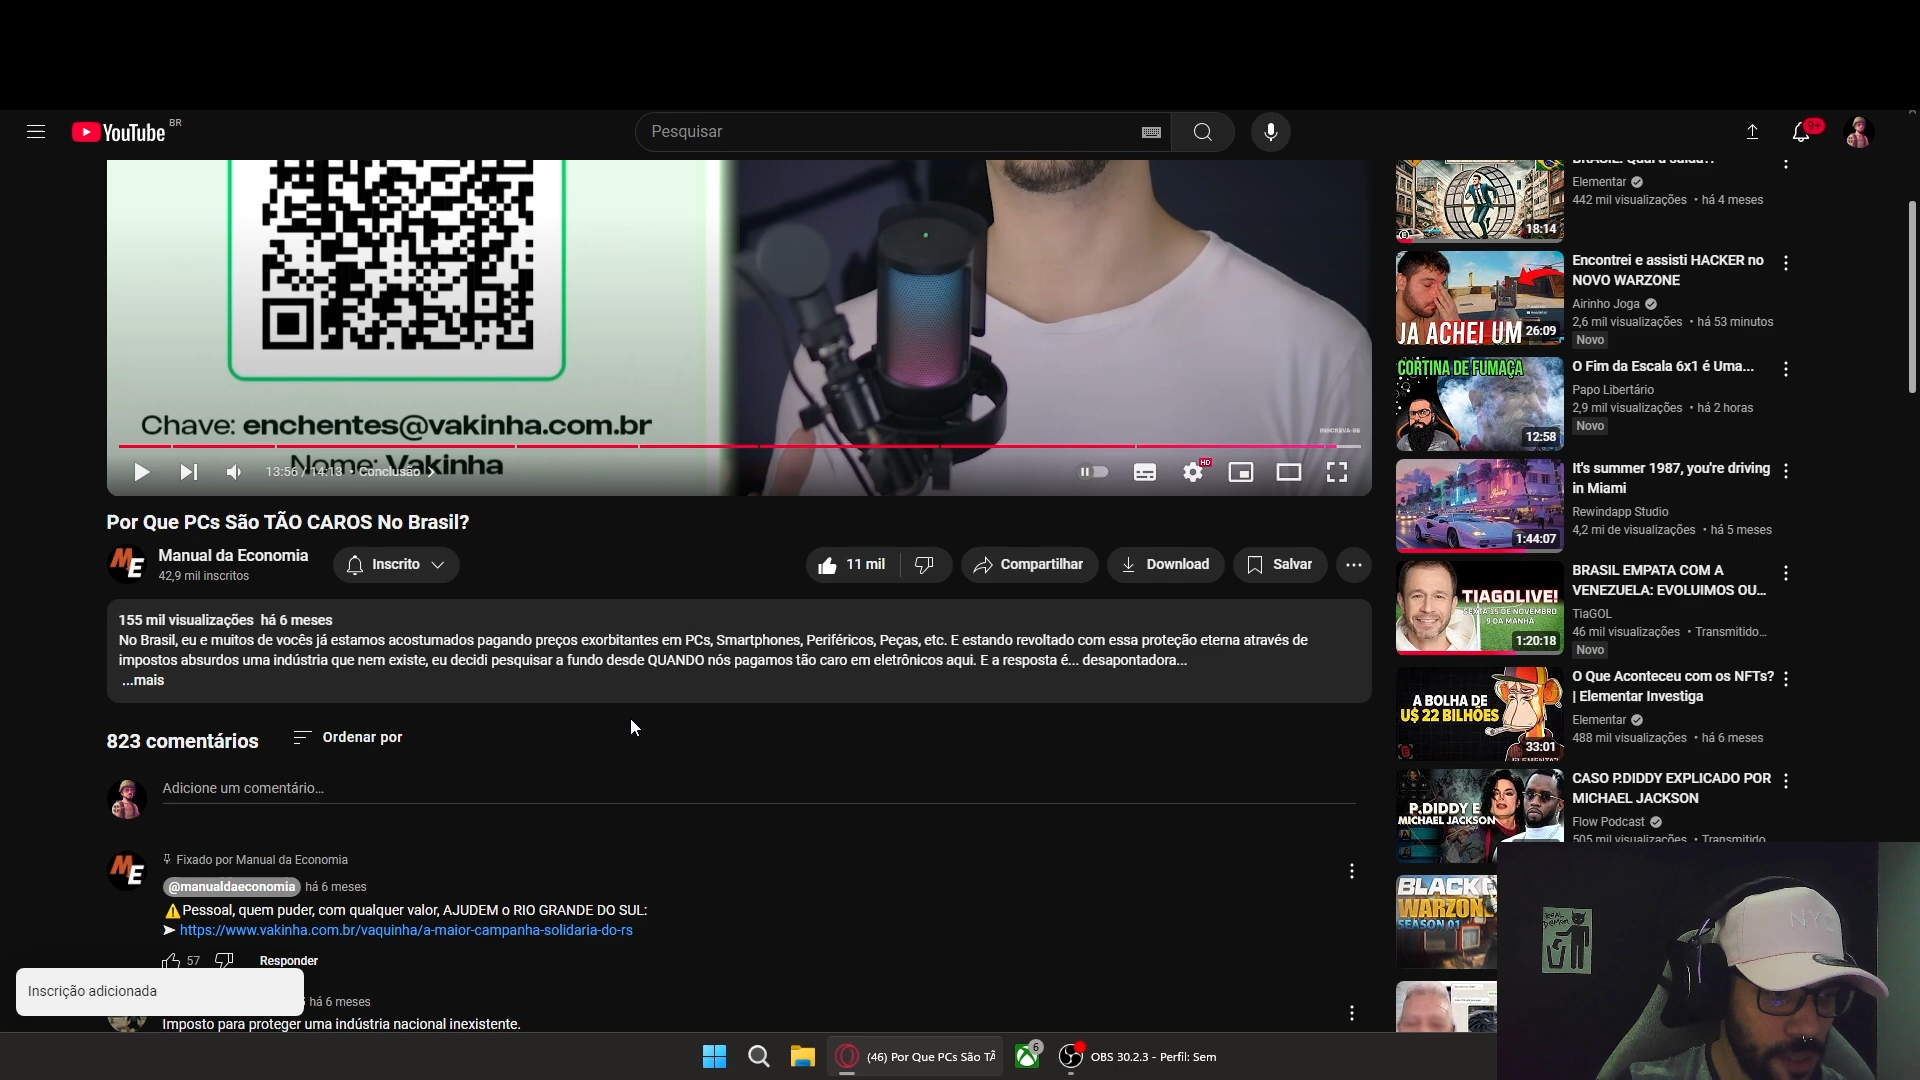 YouTube BR
Pesquisar
9+
Chave: enchentes@vakinha.com.br
Nome: Vakinha
INSCREVA-SE
13:56 / 14:13 • Conclusão
HD
Por Que PCs São TÃO CAROS No Brasil?
Manual da Economia
42,9 mil inscritos
Inscrito
11 mil
Compartilhar
Download
Salvar
155 mil visualizações há 6 meses
No Brasil, eu e muitos de vocês já estamos acostumados pagando preços exorbitantes em PCs, Smartphones, Periféricos, Peças, etc. E estando revoltado com essa proteção eterna através de
impostos absurdos uma indústria que nem existe, eu decidi pesquisar a fundo desde QUANDO nós pagamos tão caro em eletrônicos aqui. E a resposta é... desapontadora...
...mais
823 comentários
Ordenar por
Adicione um comentário...
ME
Fixado por Manual da Economia
@manualdaeconomia há 6 meses
⚠️Pessoal, quem puder, com qualquer valor, AJUDEM o RIO GRANDE DO SUL:
➤ https://www.vakinha.com.br/vaquinha/a-maior-campanha-solidaria-do-rs
57
Responder
Inscrição adicionada
há 6 meses
Imposto para proteger uma indústria nacional inexistente.
Elementar
442 mil visualizações • há 4 meses
18:14
Encontrei e assisti HACKER no
NOVO WARZONE
Airinho Joga
2,6 mil visualizações • há 53 minutos
Novo
JA ACHEI UM
26:09
O Fim da Escala 6x1 é Uma...
Papo Libertário
2,9 mil visualizações • há 2 horas
Novo
CORTINA DE FUMAÇA
12:58
It's summer 1987, you're driving
in Miami
Rewindapp Studio
4,2 mi de visualizações • há 5 meses
1:44:07
BRASIL EMPATA COM A
VENEZUELA: EVOLUIMOS OU...
TiaGOL
46 mil visualizações • Transmitido...
Novo
TIAGOLIVE!
SEXTA 15 DE NOVEMBRO
9 DA MANHÃ
1:20:18
O Que Aconteceu com os NFTs?
| Elementar Investiga
Elementar
488 mil visualizações • há 6 meses
A BOLHA DE
U$ 22 BILHÕES
33:01
CASO P.DIDDY EXPLICADO POR
MICHAEL JACKSON
Flow Podcast
505 mil visualizações • Transmitido
P.DIDDY E
MICHAEL JACKSON
BLACK
WARZON
SEASON 01
REAL
DEMON
NYC
(46) Por Que PCs São TÃ
6
OBS 30.2.3 - Perfil: Sem